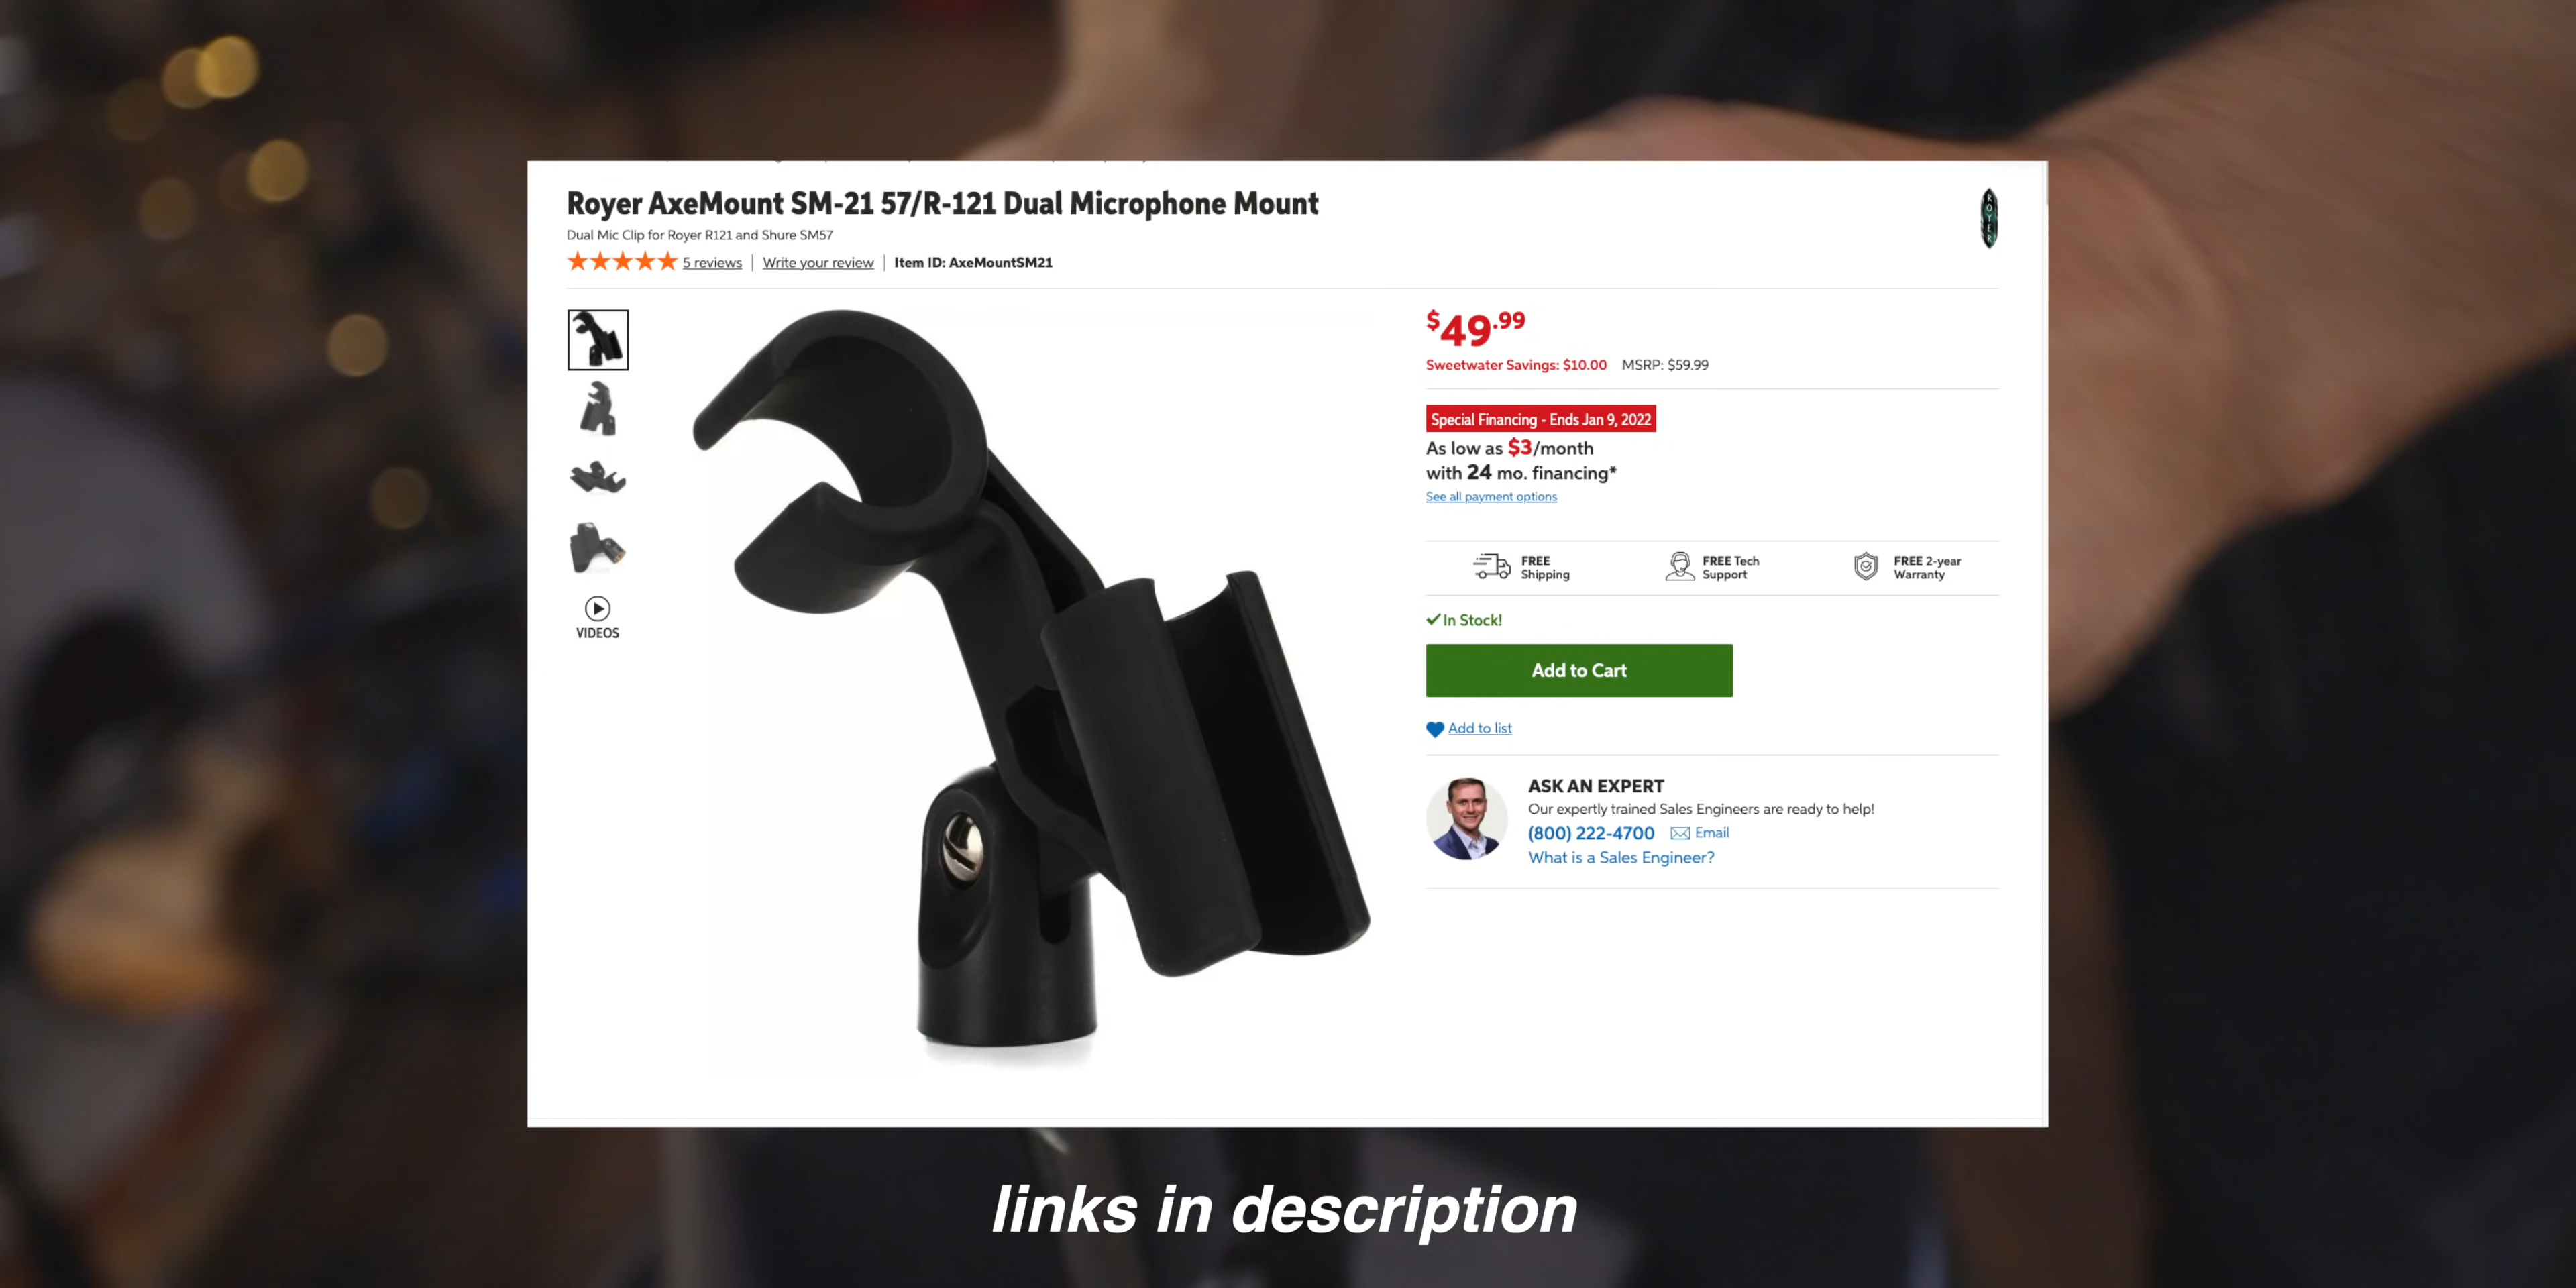 Royer AxeMount SM-21 57/R-121 Dual Microphone Mount
ROYER
Dual Mic Clip for Royer R121 and Shure SM57
5 reviews | Write your review | Item ID: AxeMountSM21
$49.99
Sweetwater Savings: $10.00 MSRP: $59.99
Special Financing - Ends Jan 9, 2022
As low as $3/month
with 24 mo. financing*
See all payment options
FREE Shipping
FREE Tech Support
FREE 2-year Warranty
VIDEOS
In Stock!
Add to Cart
Add to list
ASK AN EXPERT
Our expertly trained Sales Engineers are ready to help!
(800) 222-4700 Email
What is a Sales Engineer?
links in description